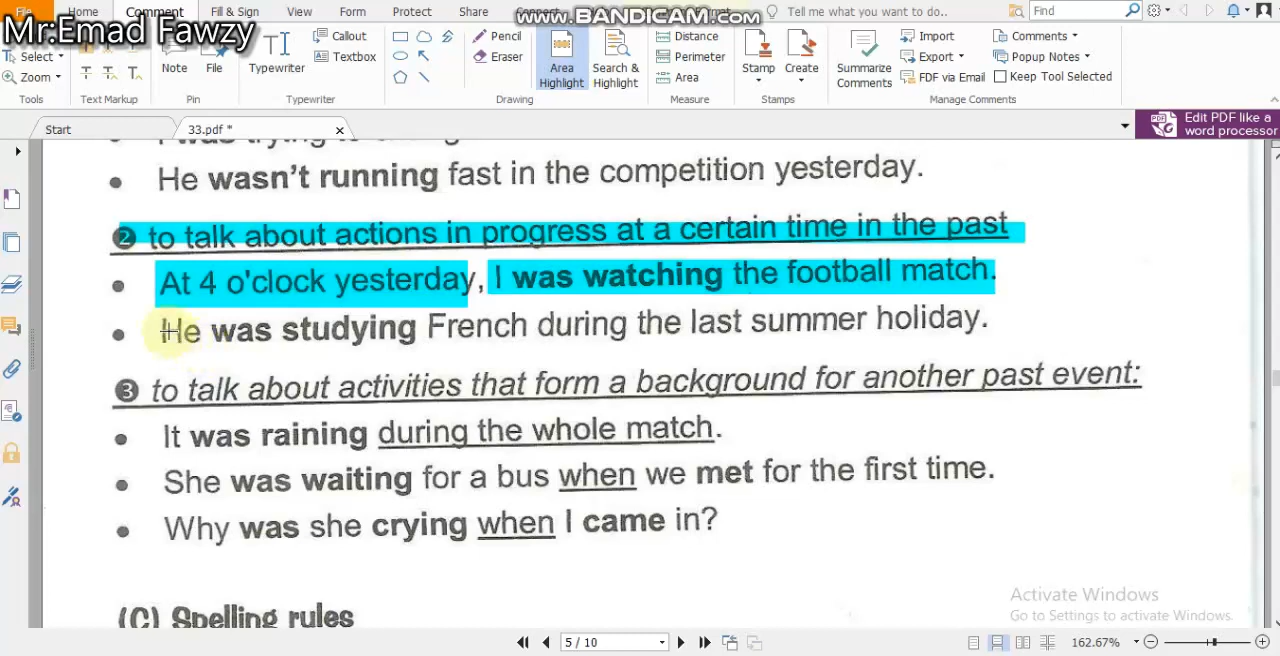 File Home Comment Fill & Sign View Form Protect Share Connect Tell me what you want to do.. Find
www.BANDICAM.com
Mr:Emad Fawzy
Select
Zoom
Tools
Text Markup
Note File
Pin
Typewriter
Callout
Textbox
Typewriter
Pencil
Eraser
Area Highlight
Search & Highlight
Drawing
Distance
Perimeter
Area
Measure
Stamp Create
Stamps
Summarize Comments
Import
Export
FDF via Email
Comments
Popup Notes
Keep Tool Selected
Manage Comments
Start
33.pdf *
Edit PDF like a
word processor
He wasn't running fast in the competition yesterday.
❷ to talk about actions in progress at a certain time in the past
At 4 o'clock yesterday, I was watching the football match.
He was studying French during the last summer holiday.
❸ to talk about activities that form a background for another past event:
It was raining during the whole match.
She was waiting for a bus when we met for the first time.
Why was she crying when I came in?
(C) Spelling rules
Activate Windows
Go to Settings to activate Windows.
5 / 10
162.67%